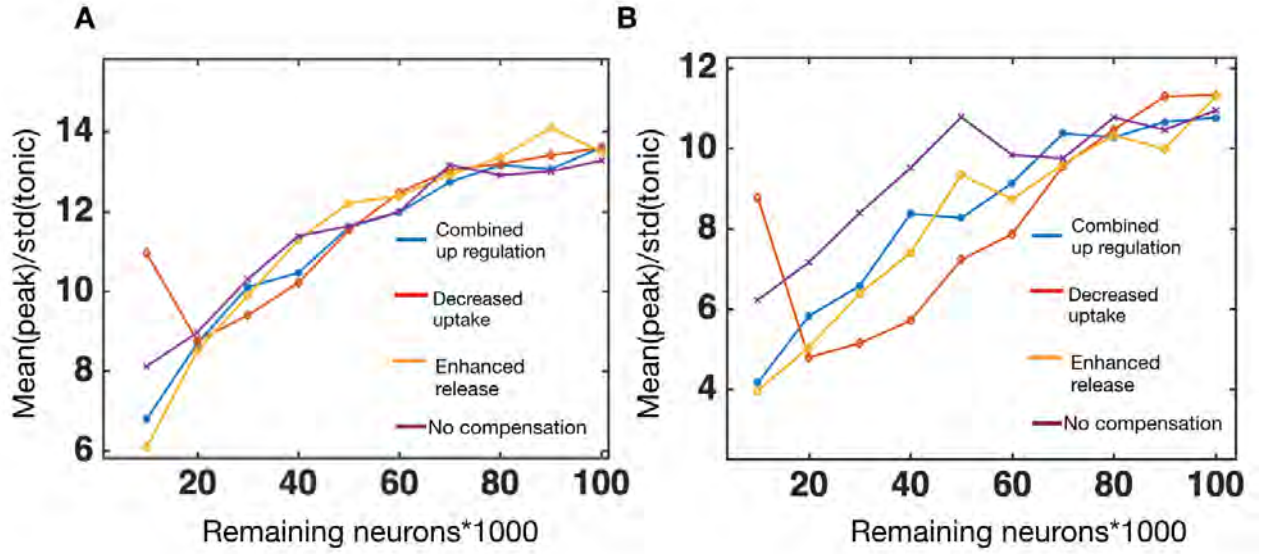 A
Mean(peak)/std(tonic)
14
12
10
8
6
20 40 60 80 100
Remaining neurons*1000
Combined
up regulation
Decreased
uptake
Enhanced
release
No compensation
B
Mean(peak)/std(tonic)
12
10
8
6
4
20 40 60 80 100
Remaining neurons*1000
Combined
up regulation
Decreased
uptake
Enhanced
release
No compensation